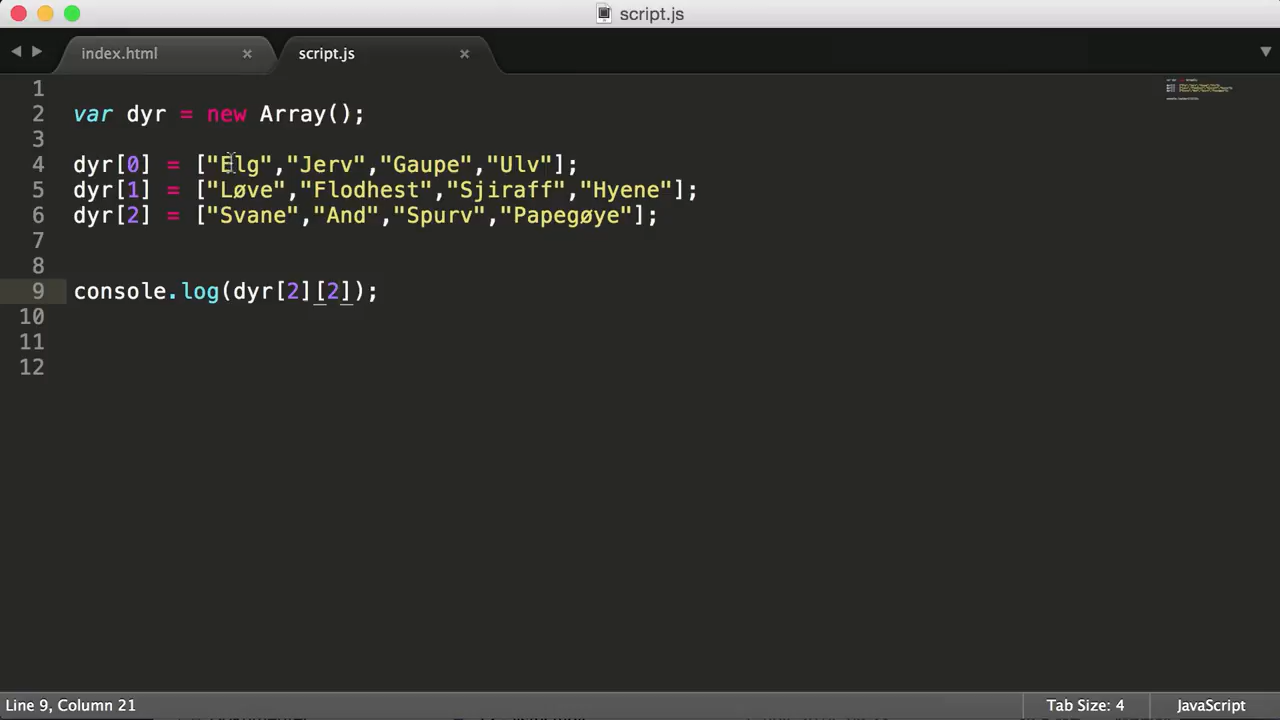 script.js
index.html
script.js
1
2 var dyr = new Array();
3
4 dyr[0] = ["Elg","Jerv","Gaupe","Ulv"];
5 dyr[1] = ["Løve","Flodhest","Sjiraff","Hyene"];
6 dyr[2] = ["Svane","And","Spurv","Papegøye"];
7
8
9 console.log(dyr[2][2]);
10
11
12
Line 9, Column 21 Tab Size: 4 JavaScript